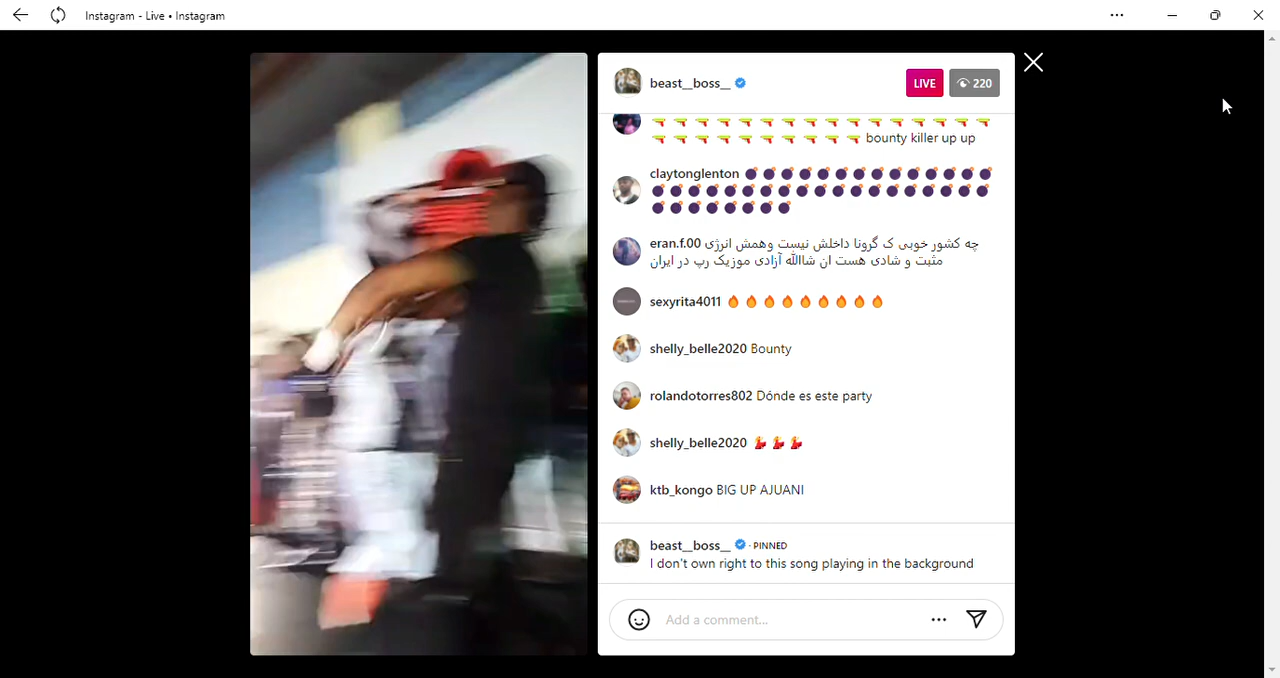 Instagram - Live • Instagram
beast__boss__
LIVE
220
bounty killer up up
claytonglenton
eran.f.00 چه کشور خوبی ک گرونا داخلش نیست وهمش انرژی
مثبت و شادی هست ان شاالله آزادی موزیک رپ در ایران
sexyrita4011
shelly_belle2020 Bounty
rolandotorres802 Dónde es este party
shelly_belle2020
ktb_kongo BIG UP AJUANI
beast__boss__ · PINNED
I don't own right to this song playing in the background
Add a comment...